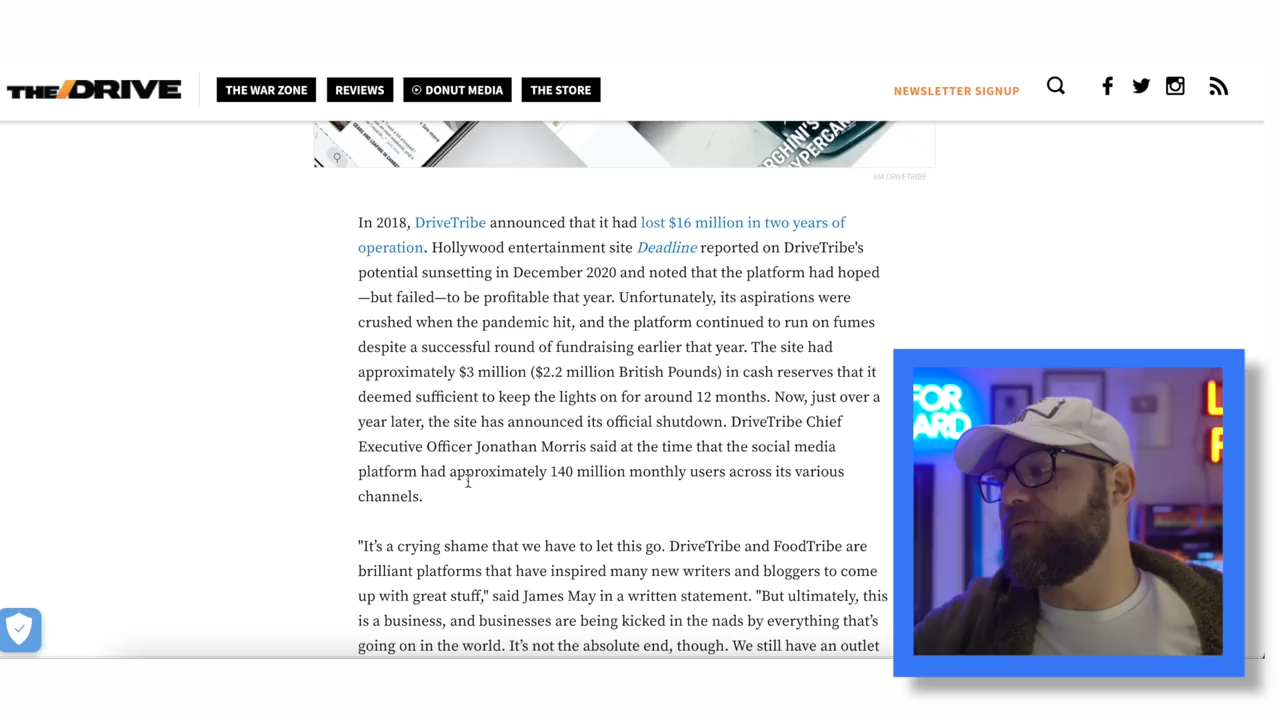 THE/DRIVE
THE WAR ZONE
REVIEWS
DONUT MEDIA
THE STORE
NEWSLETTER SIGNUP
VIA DRIVETRIBE
In 2018, DriveTribe announced that it had lost $16 million in two years of
operation. Hollywood entertainment site Deadline reported on DriveTribe's
potential sunsetting in December 2020 and noted that the platform had hoped
—but failed—to be profitable that year. Unfortunately, its aspirations were
crushed when the pandemic hit, and the platform continued to run on fumes
despite a successful round of fundraising earlier that year. The site had
approximately $3 million ($2.2 million British Pounds) in cash reserves that it
deemed sufficient to keep the lights on for around 12 months. Now, just over a
year later, the site has announced its official shutdown. DriveTribe Chief
Executive Officer Jonathan Morris said at the time that the social media
platform had approximately 140 million monthly users across its various
channels.
"It's a crying shame that we have to let this go. DriveTribe and FoodTribe are
brilliant platforms that have inspired many new writers and bloggers to come
up with great stuff," said James May in a written statement. "But ultimately, this
is a business, and businesses are being kicked in the nads by everything that's
going on in the world. It's not the absolute end, though. We still have an outlet
FOR